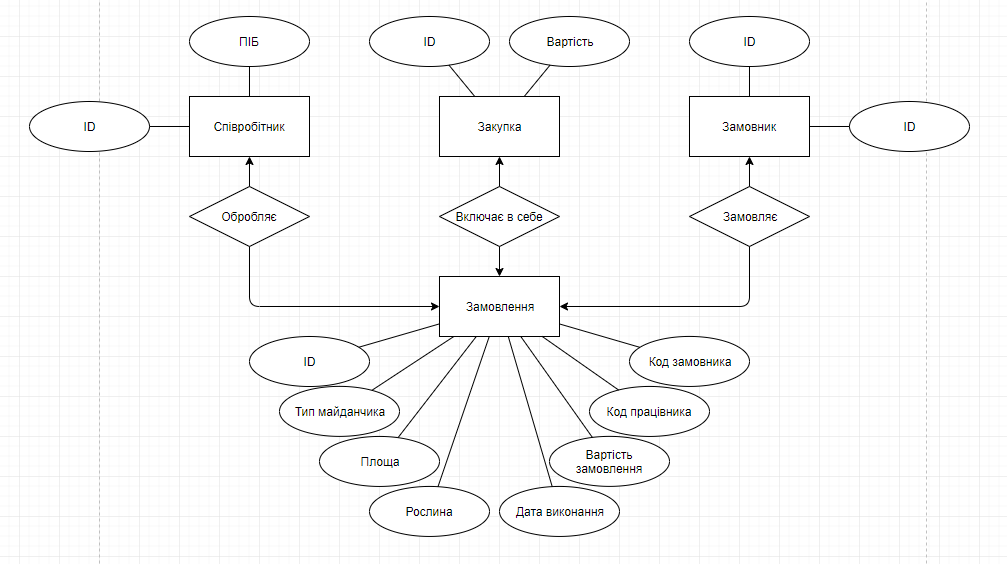 ПІБ
ID
Вартість
ID
ID
Співробітник
Закупка
Замовник
ID
Обробляє
Включає в себе
Замовляє
Замовлення
ID
Код замовника
Тип майданчика
Код працівника
Площа
Вартість
замовлення
Рослина
Дата виконання